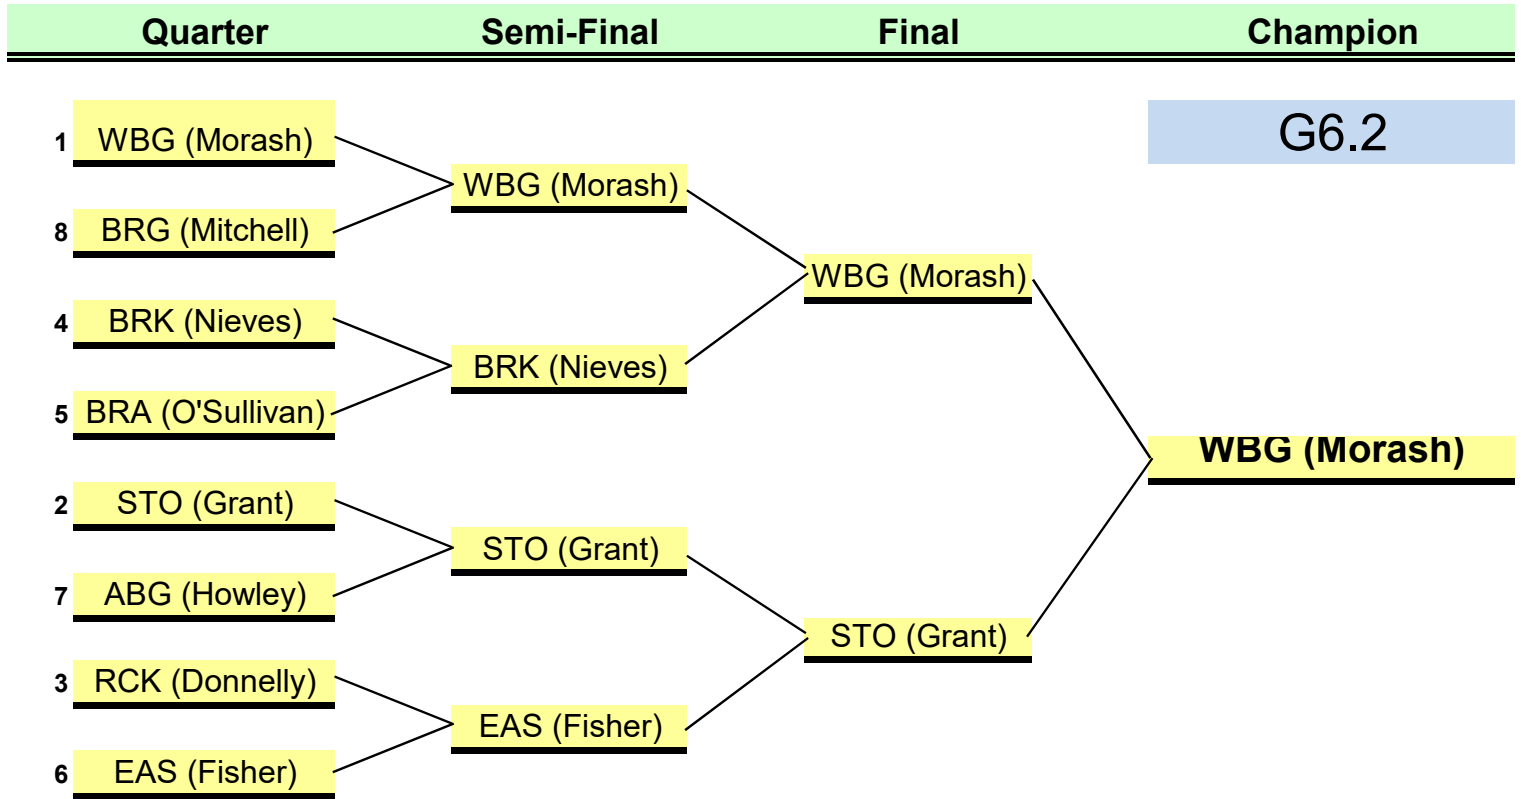 Quarter Semi-Final Final Champion
G6.2
1 WBG (Morash)
WBG (Morash)
8 BRG (Mitchell)
WBG (Morash)
4 BRK (Nieves)
BRK (Nieves)
5 BRA (O'Sullivan)
WBG (Morash)
2 STO (Grant)
STO (Grant)
7 ABG (Howley)
STO (Grant)
3 RCK (Donnelly)
EAS (Fisher)
6 EAS (Fisher)